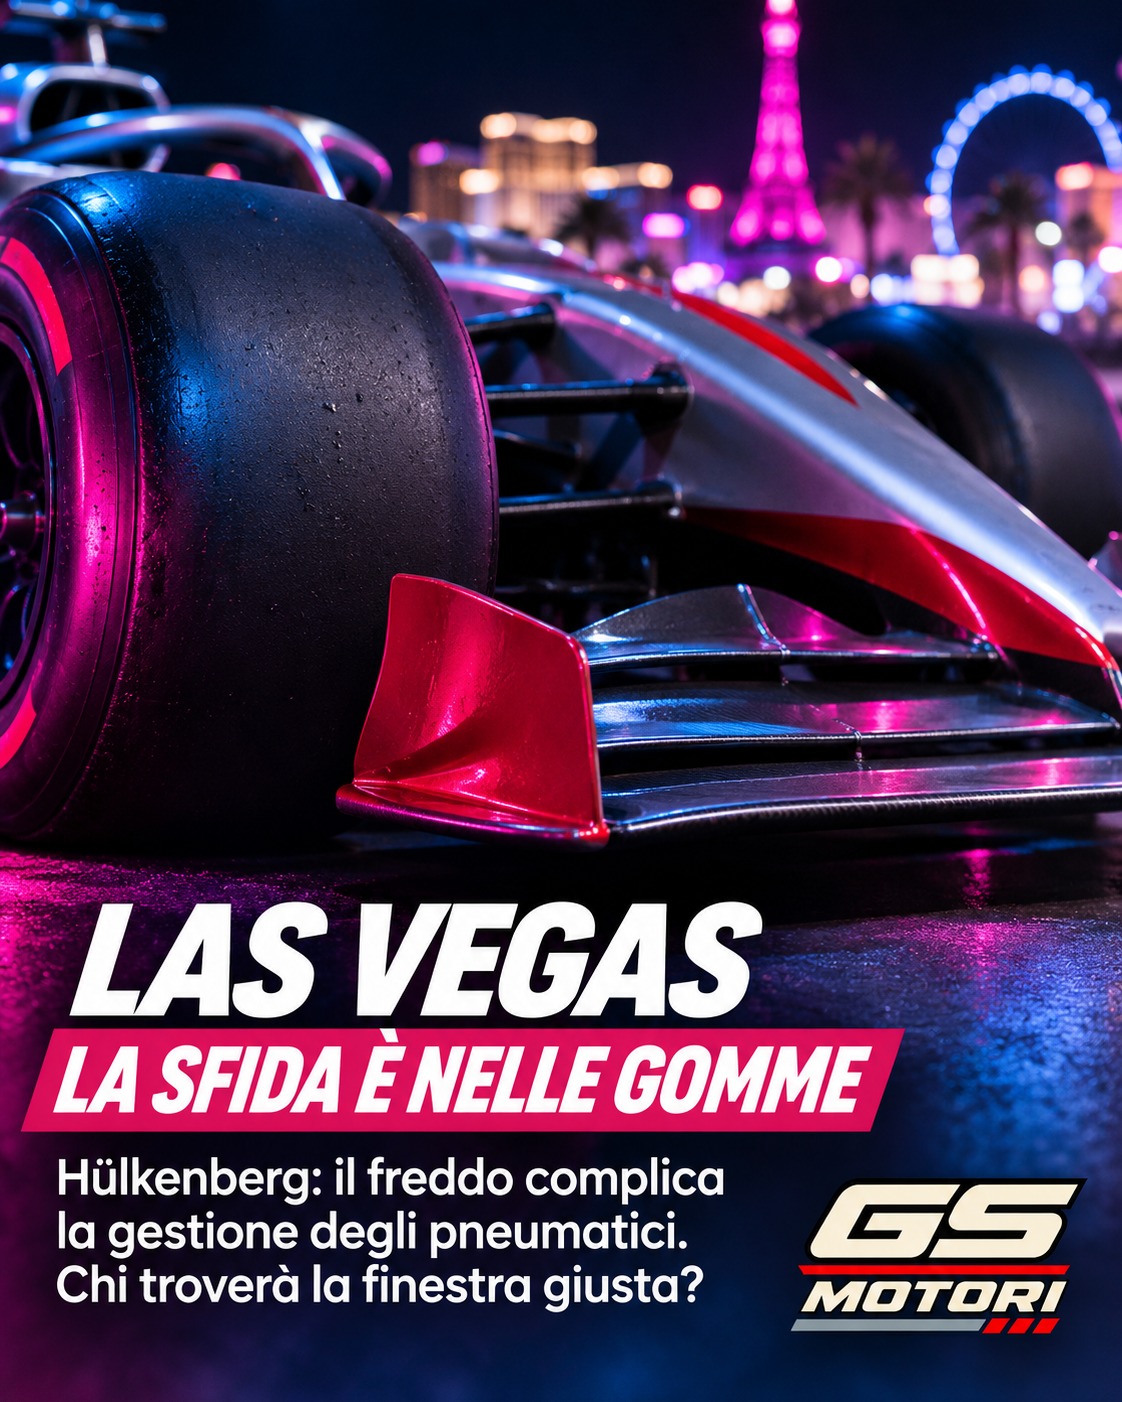 LAS VEGAS
LA SFIDA È NELLE GOMME
Hülkenberg: il freddo complica
la gestione degli pneumatici.
Chi troverà la finestra giusta?
GS
MOTORI